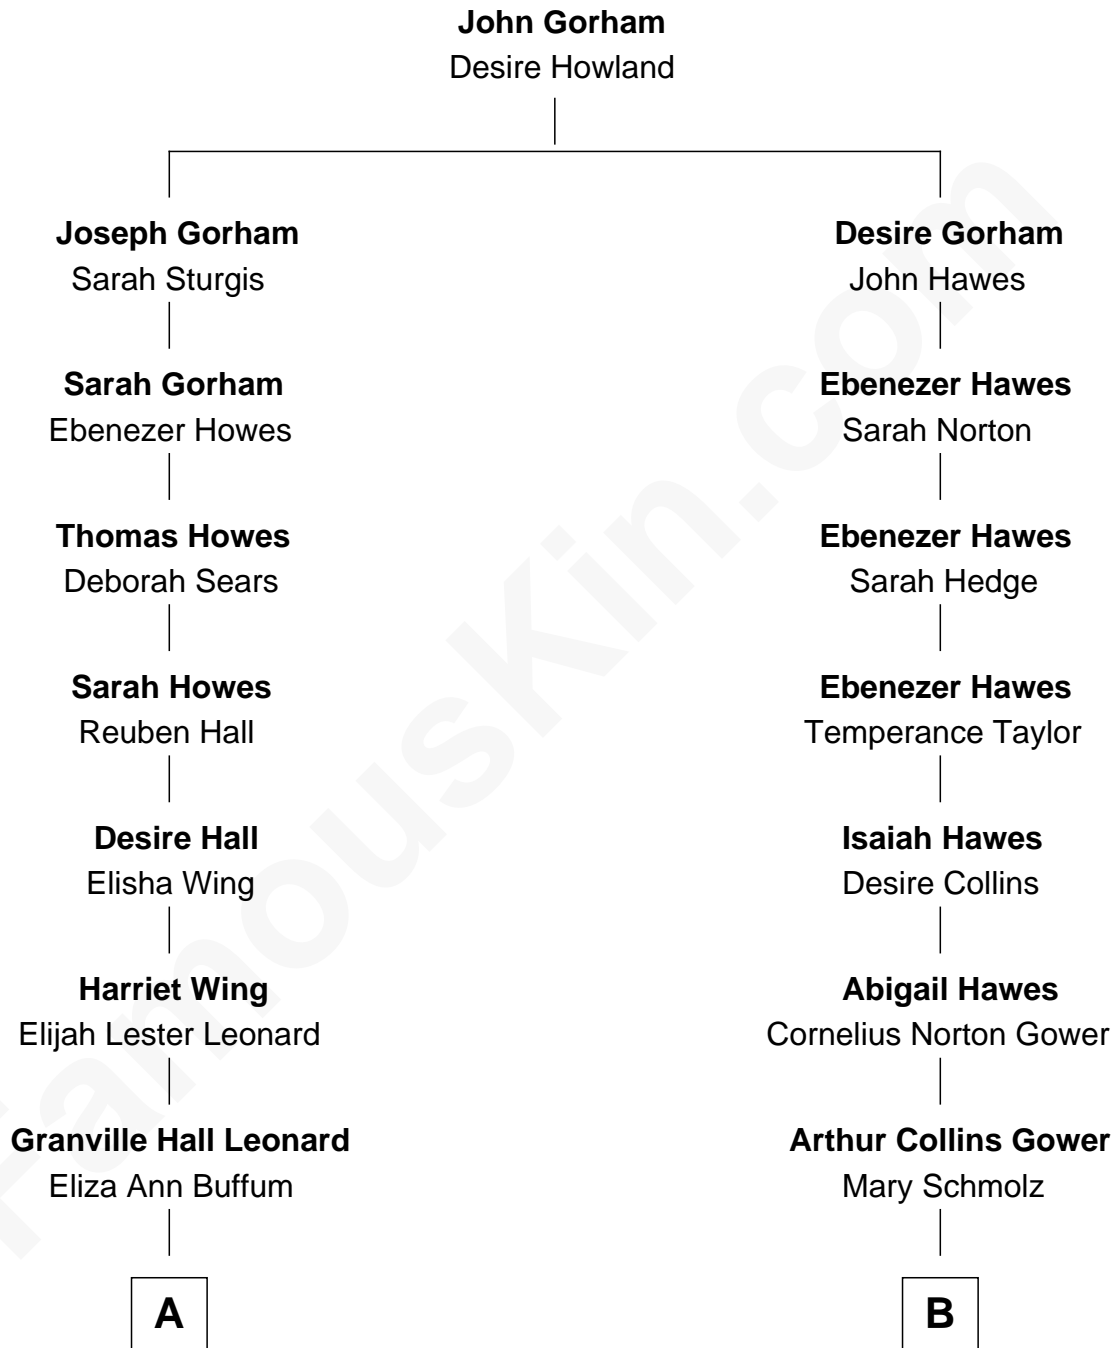 John Gorham
Desire Howland
Joseph Gorham
Sarah Sturgis
Desire Gorham
John Hawes
Sarah Gorham
Ebenezer Howes
Ebenezer Hawes
Sarah Norton
Thomas Howes
Deborah Sears
Ebenezer Hawes
Sarah Hedge
Sarah Howes
Reuben Hall
Ebenezer Hawes
Temperance Taylor
Desire Hall
Elisha Wing
Isaiah Hawes
Desire Collins
Harriet Wing
Elijah Lester Leonard
Abigail Hawes
Cornelius Norton Gower
Granville Hall Leonard
Eliza Ann Buffum
Arthur Collins Gower
Mary Schmolz
A
B
FamousKin.com